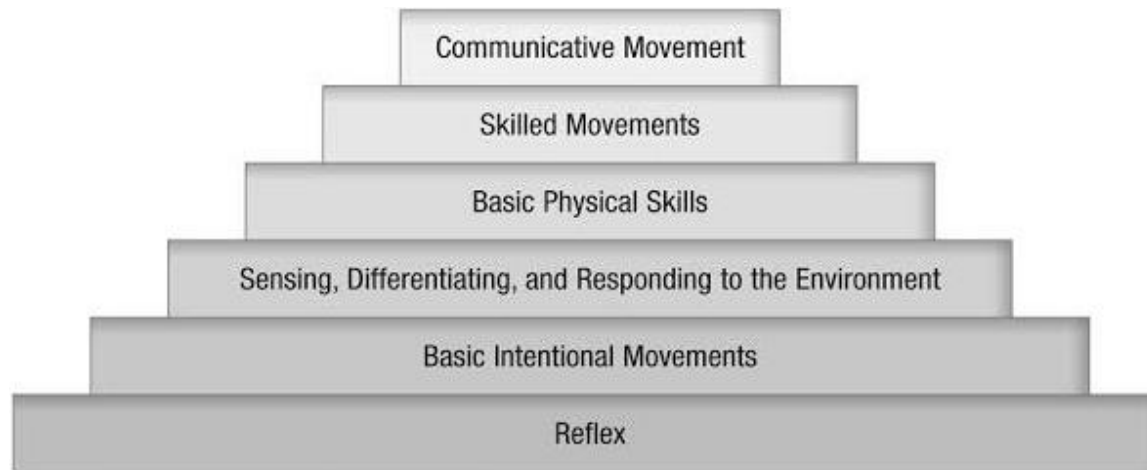 Communicative Movement
Skilled Movements
Basic Physical Skills
Sensing, Differentiating, and Responding to the Environment
Basic Intentional Movements
Reflex